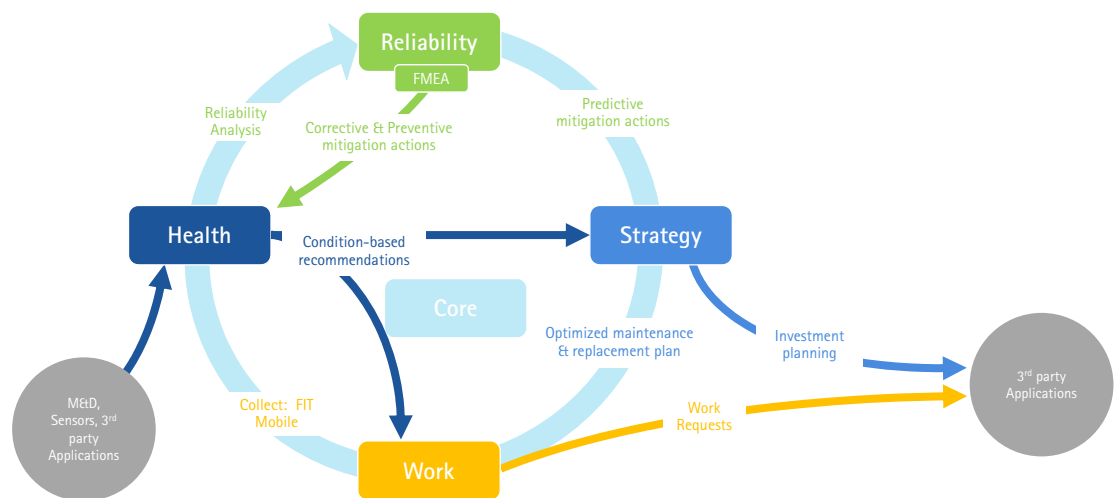 Reliability
FMEA
Reliability
Analysis
Corrective & Preventive
mitigation actions
Predictive
mitigation actions
Health
Condition-based
recommendations
Strategy
Core
Optimized maintenance
& replacement plan
Investment
planning
M&D,
Sensors, 3rd
party
Applications
Collect: FIT
Mobile
Work
Work
Requests
3rd party
Applications